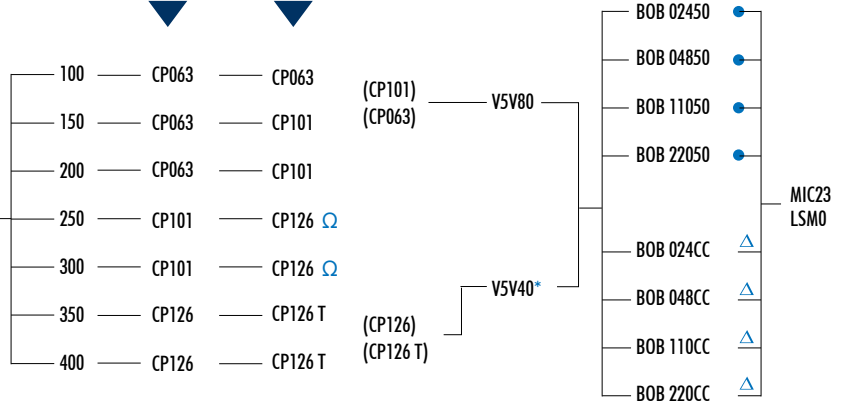 100 CP063 CP063
150 CP063 CP101
200 CP063 CP101
250 CP101 CP126 Ω
300 CP101 CP126 Ω
350 CP126 CP126 T
400 CP126 CP126 T
(CP101)
(CP063)
V5V80
(CP126)
(CP126 T)
V5V40*
BOB 02450
BOB 04850
BOB 11050
BOB 22050
BOB 024CC Δ
BOB 048CC Δ
BOB 110CC Δ
BOB 220CC Δ
MIC23
LSM0